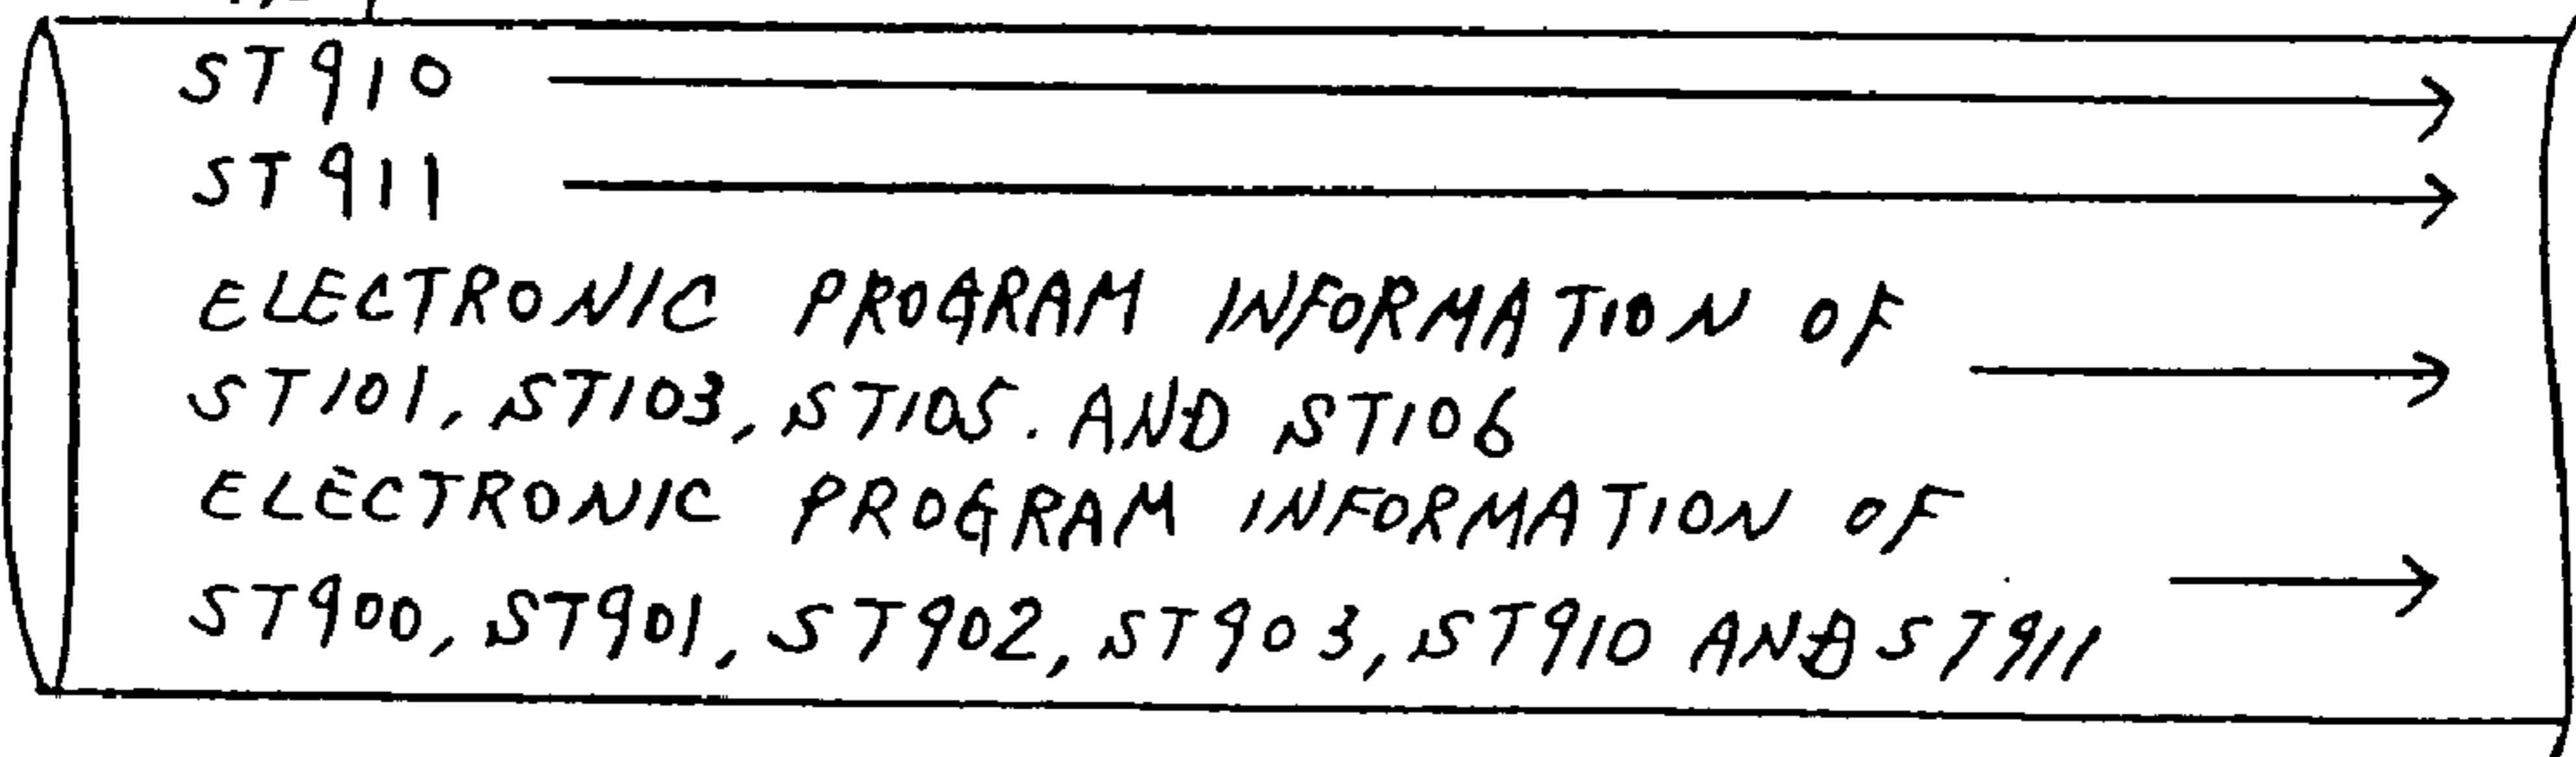 ST910
ST911
ELECTRONIC PROGRAM INFORMATION OF
ST101, ST103, ST105. AND ST106
ELECTRONIC PROGRAM INFORMATION OF
ST900, ST901, ST902, ST903, ST910 AND ST911